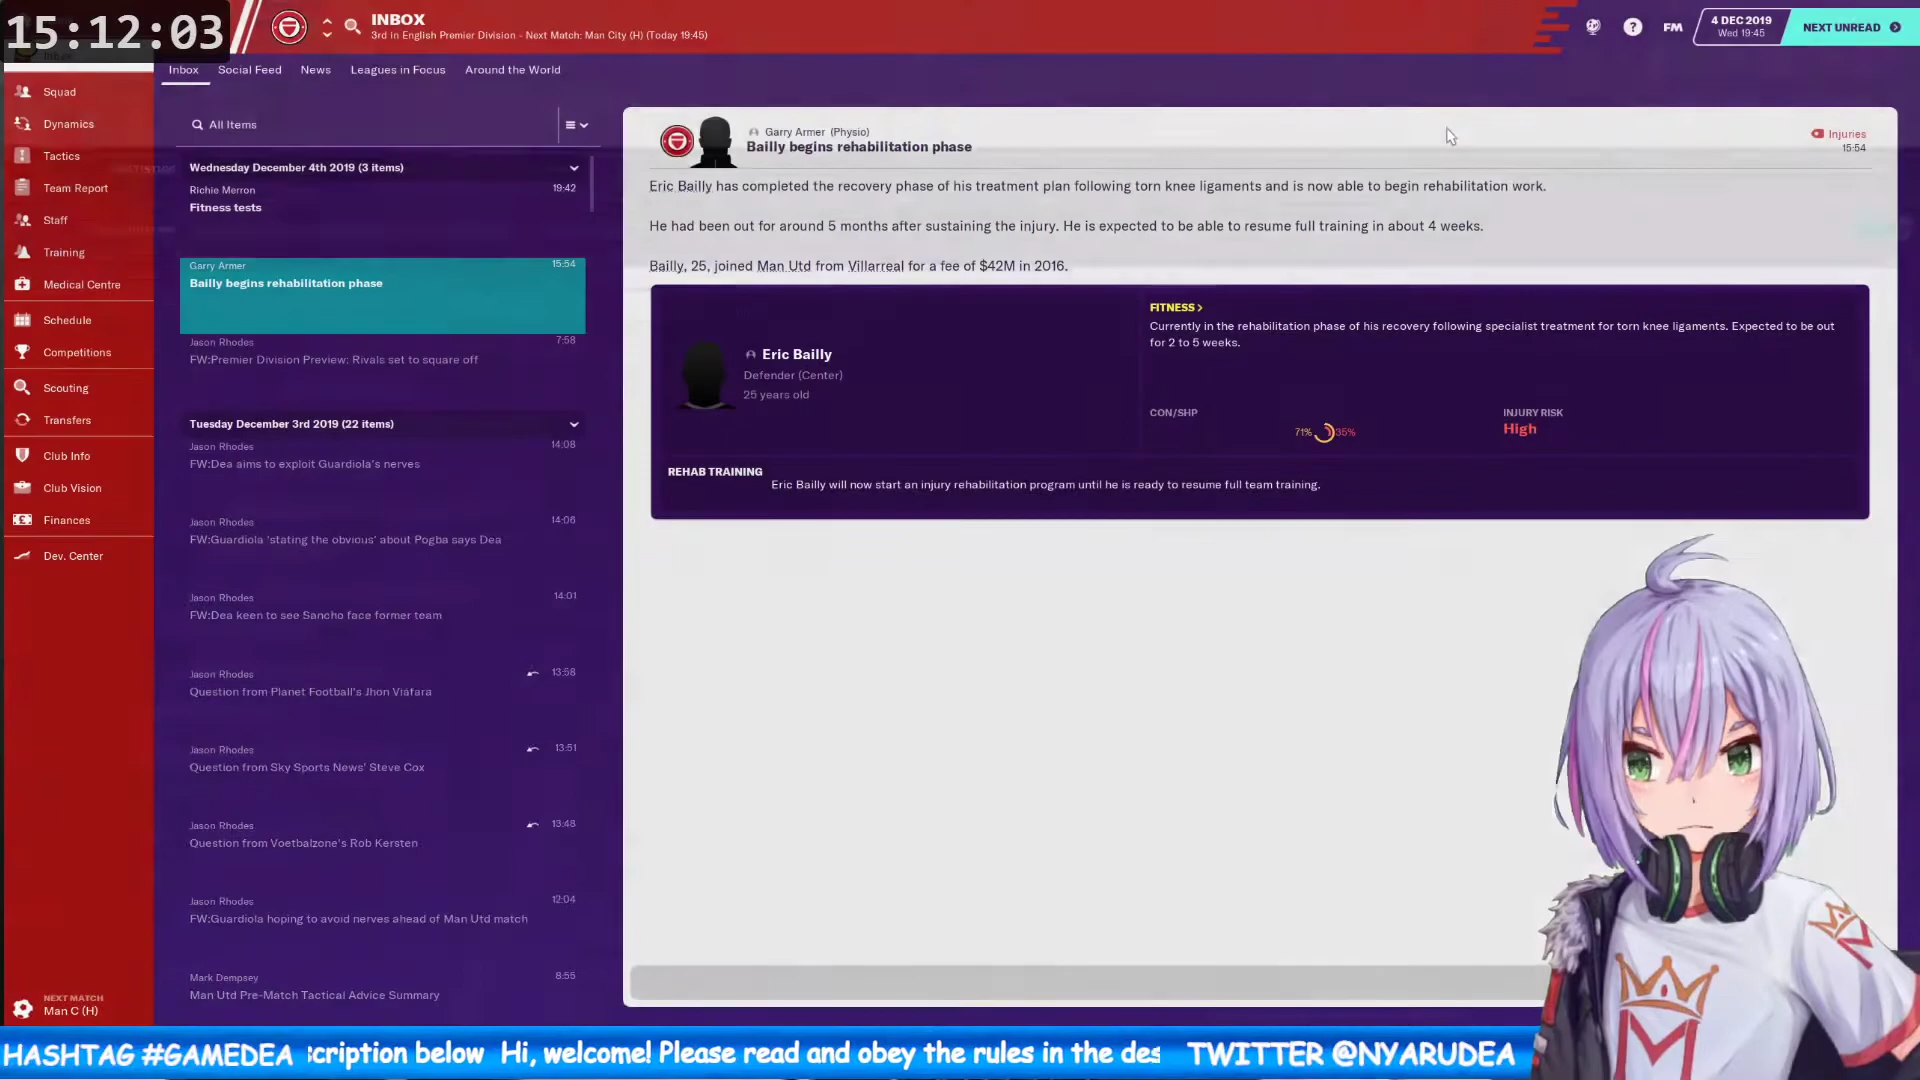 15:12:03
INBOX
3rd in English Premier Division - Next Match: Man City (H) (Today 19:45)
FM
4 DEC 2019
Wed 19:45
NEXT UNREAD
Inbox
Social Feed
News
Leagues in Focus
Around the World
Squad
Dynamics
Tactics
Team Report
Staff
Training
Medical Centre
Schedule
Competitions
Scouting
Transfers
Club Info
Club Vision
Finances
Dev. Center
NEXT MATCH
Man C (H)
All Items
Wednesday December 4th 2019 (3 items)
Richie Merron 19:42
Fitness tests
Garry Armer 15:54
Bailly begins rehabilitation phase
Jason Rhodes 7:58
FW:Premier Division Preview: Rivals set to square off
Tuesday December 3rd 2019 (22 items)
Jason Rhodes 14:08
FW:Dea aims to exploit Guardiola's nerves
Jason Rhodes 14:06
FW:Guardiola 'stating the obvious' about Pogba says Dea
Jason Rhodes 14:01
FW:Dea keen to see Sancho face former team
Jason Rhodes 13:58
Question from Planet Football's Jhon Viáfara
Jason Rhodes 13:51
Question from Sky Sports News' Steve Cox
Jason Rhodes 13:48
Question from Voetbalzone's Rob Kersten
Jason Rhodes 12:04
FW:Guardiola hoping to avoid nerves ahead of Man Utd match
Mark Dempsey 8:55
Man Utd Pre-Match Tactical Advice Summary
Garry Armer (Physio)
Bailly begins rehabilitation phase
Injuries
15:54
Eric Bailly has completed the recovery phase of his treatment plan following torn knee ligaments and is now able to begin rehabilitation work.
He had been out for around 5 months after sustaining the injury. He is expected to be able to resume full training in about 4 weeks.
Bailly, 25, joined Man Utd from Villarreal for a fee of $42M in 2016.
Eric Bailly
Defender (Center)
25 years old
FITNESS >
Currently in the rehabilitation phase of his recovery following specialist treatment for torn knee ligaments. Expected to be out
for 2 to 5 weeks.
CON/SHP
71% 35%
INJURY RISK
High
REHAB TRAINING
Eric Bailly will now start an injury rehabilitation program until he is ready to resume full team training.
HASHTAG #GAMEDEA
cription below Hi, welcome! Please read and obey the rules in the des
TWITTER @NYARUDEA